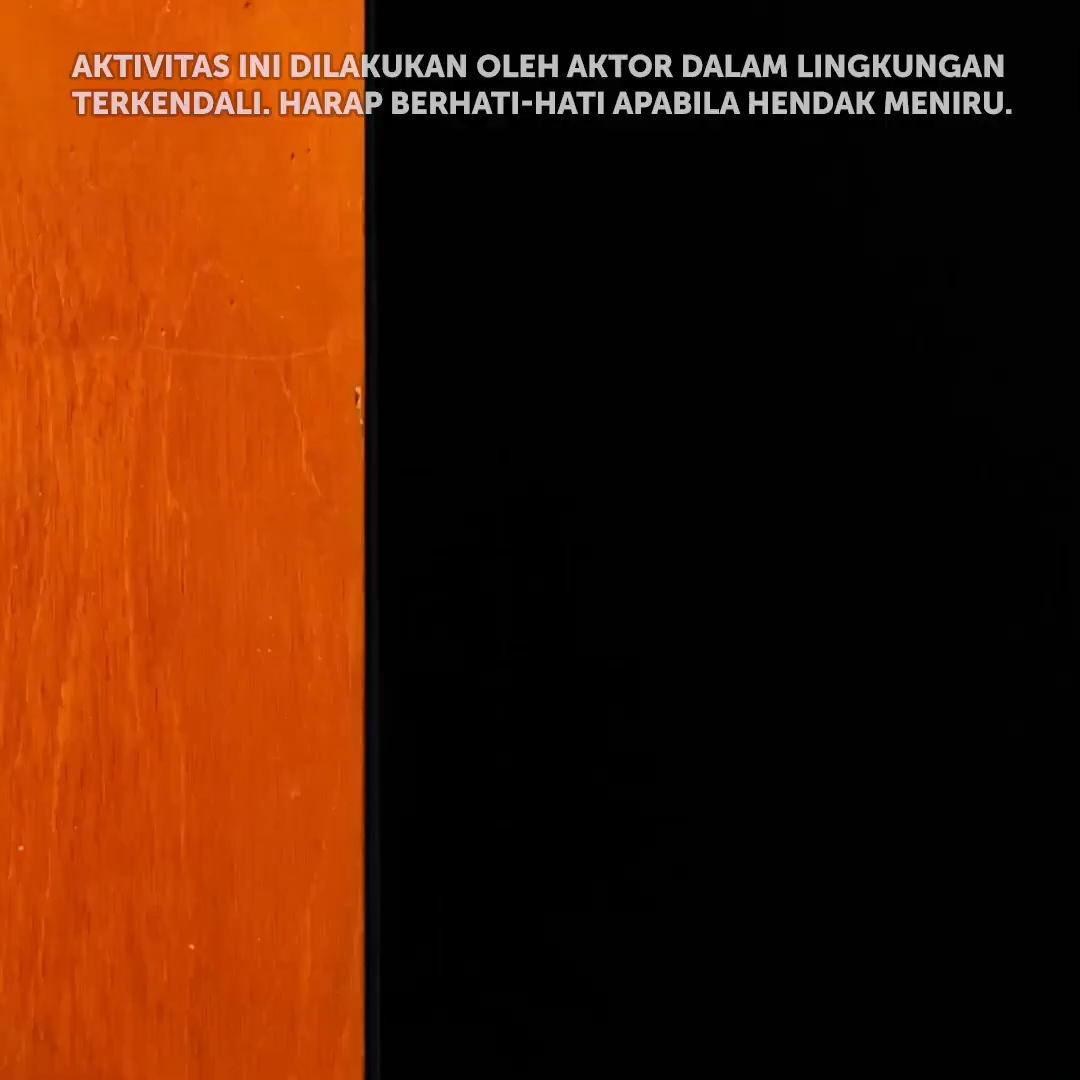 AKTIVITAS INI DILAKUKAN OLEH AKTOR DALAM LINGKUNGAN
TERKENDALI. HARAP BERHATI-HATI APABILA HENDAK MENIRU.